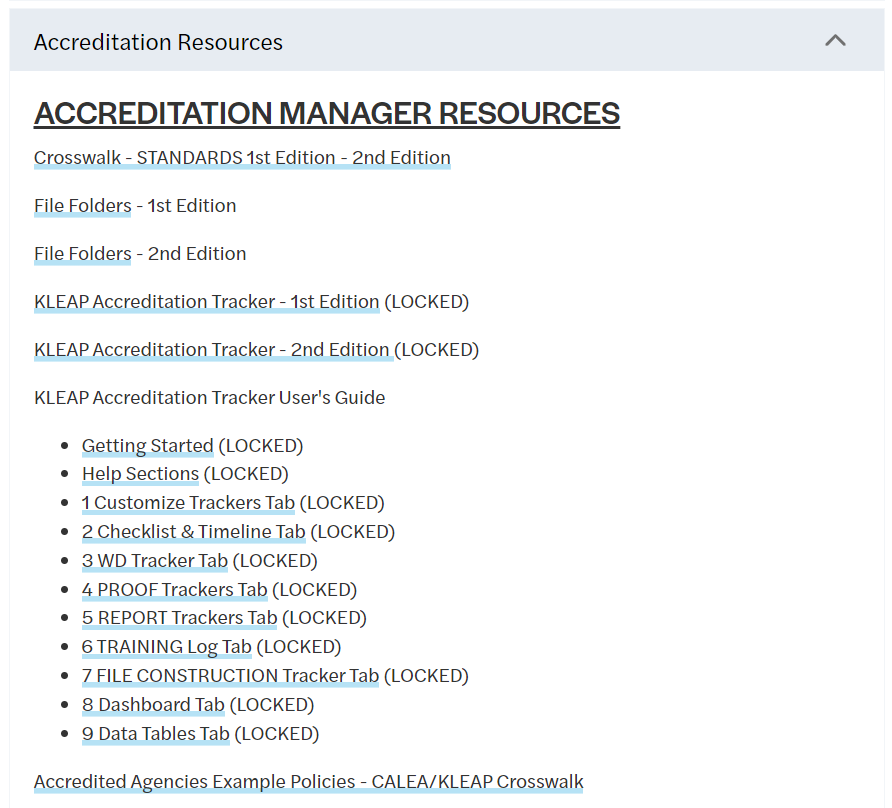 Accreditation Resources
ACCREDITATION MANAGER RESOURCES
Crosswalk - STANDARDS 1st Edition - 2nd Edition
File Folders - 1st Edition
File Folders - 2nd Edition
KLEAP Accreditation Tracker - 1st Edition (LOCKED)
KLEAP Accreditation Tracker - 2nd Edition (LOCKED)
KLEAP Accreditation Tracker User's Guide
• Getting Started (LOCKED)
• Help Sections (LOCKED)
• 1 Customize Trackers Tab (LOCKED)
• 2 Checklist & Timeline Tab (LOCKED)
• 3 WD Tracker Tab (LOCKED)
• 4 PROOF Trackers Tab (LOCKED)
• 5 REPORT Trackers Tab (LOCKED)
• 6 TRAINING Log Tab (LOCKED)
• 7 FILE CONSTRUCTION Tracker Tab (LOCKED)
• 8 Dashboard Tab (LOCKED)
• 9 Data Tables Tab (LOCKED)
Accredited Agencies Example Policies - CALEA/KLEAP Crosswalk